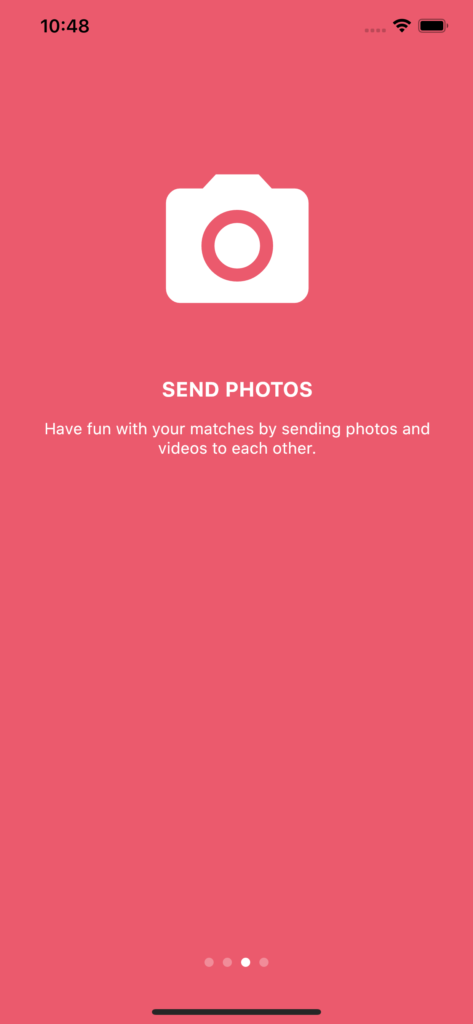 10:48
SEND PHOTOS
Have fun with your matches by sending photos and
videos to each other.